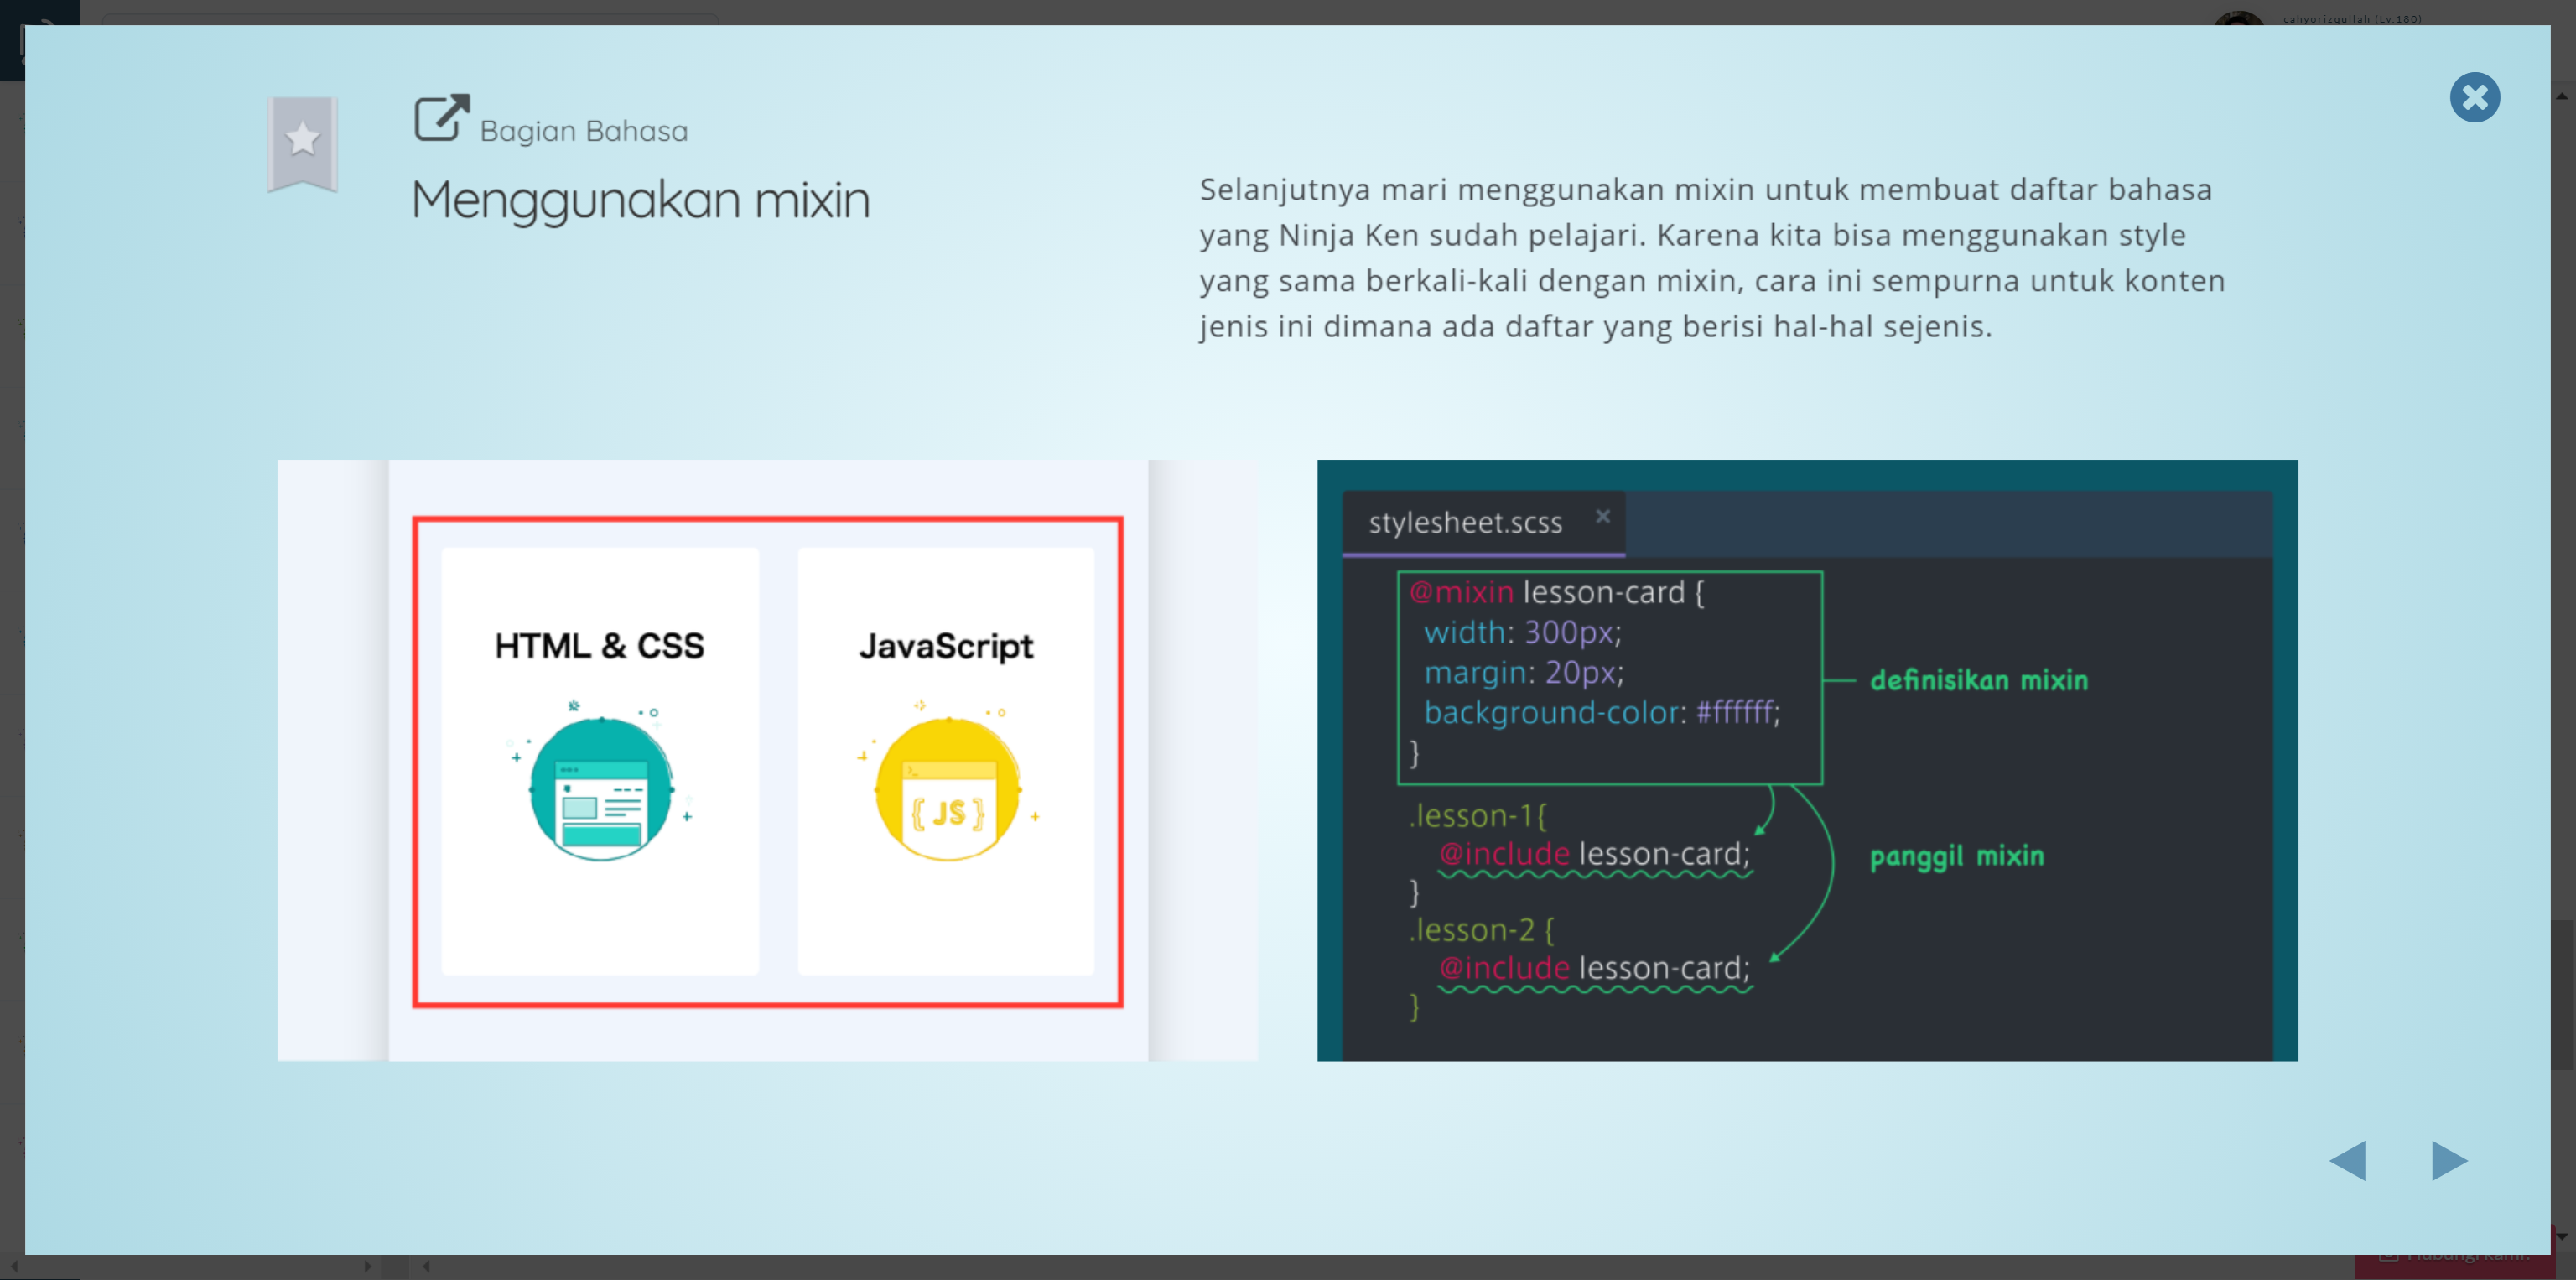 cahyorizqullah (Lv.180)
Bagian Bahasa
Menggunakan mixin
Selanjutnya mari menggunakan mixin untuk membuat daftar bahasa
yang Ninja Ken sudah pelajari. Karena kita bisa menggunakan style
yang sama berkali-kali dengan mixin, cara ini sempurna untuk konten
jenis ini dimana ada daftar yang berisi hal-hal sejenis.
HTML & CSS
JavaScript
{ JS }
stylesheet.scss
@mixin lesson-card {
width: 300px;
margin: 20px;
background-color: #ffffff;
}
definisikan mixin
.lesson-1{
@include lesson-card;
}
panggil mixin
.lesson-2 {
@include lesson-card;
}
Hubungi kami.